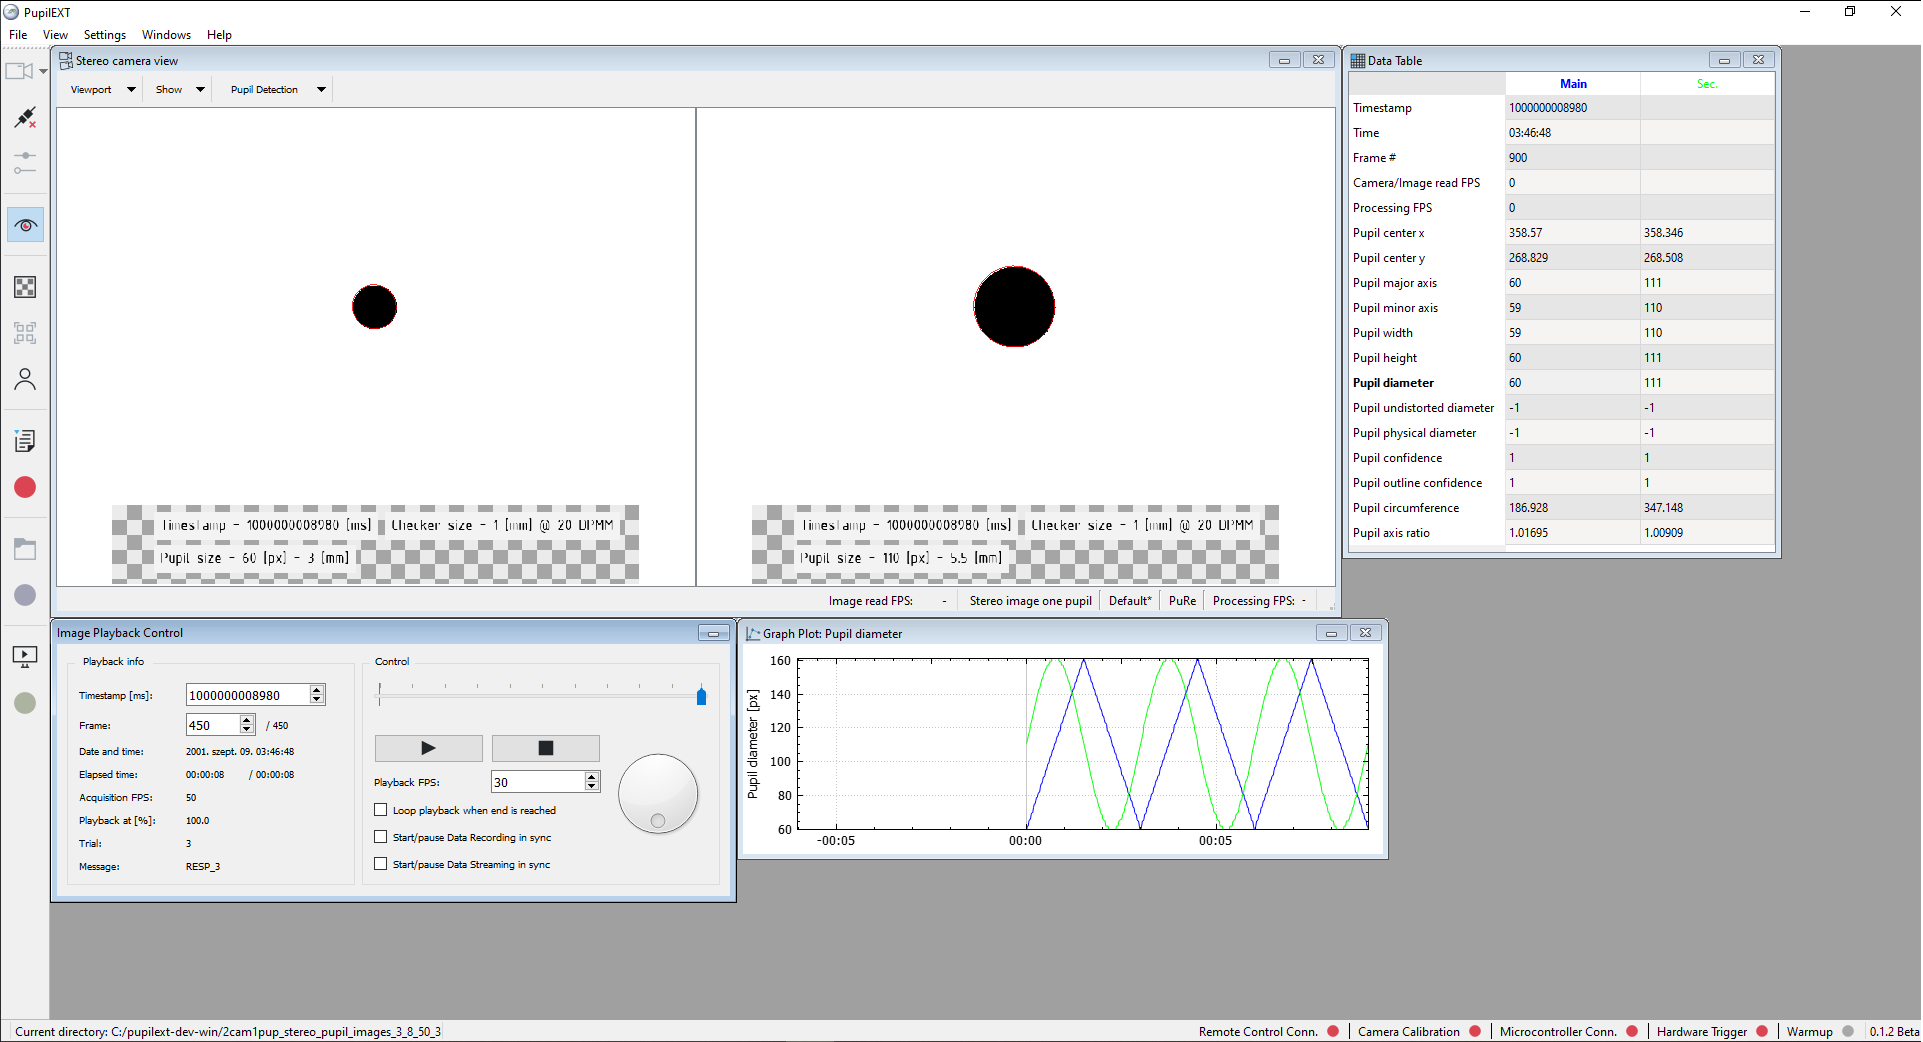 PupilEXT
File View Settings Windows Help
Stereo camera view
Viewport Show Pupil Detection
Timestamp - 1000000008980 [ms] Checker size - 1 [mm] @ 20 DPMM
Pupil size - 60 [px] - 3 [mm]
Timestamp - 1000000008980 [ms] Checker size - 1 [mm] @ 20 DPMM
Pupil size - 110 [px] - 5.5 [mm]
Image read FPS: - Stereo image one pupil Default* PuRe Processing FPS: -
Data Table
Main Sec.
Timestamp 1000000008980
Time 03:46:48
Frame # 900
Camera/Image read FPS 0
Processing FPS 0
Pupil center x 358.57 358.346
Pupil center y 268.829 268.508
Pupil major axis 60 111
Pupil minor axis 59 110
Pupil width 59 110
Pupil height 60 111
Pupil diameter 60 111
Pupil undistorted diameter -1 -1
Pupil physical diameter -1 -1
Pupil confidence 1 1
Pupil outline confidence 1 1
Pupil circumference 186.928 347.148
Pupil axis ratio 1.01695 1.00909
Image Playback Control
Playback info
Timestamp [ms]: 1000000008980
Frame: 450 / 450
Date and time: 2001. szept. 09. 03:46:48
Elapsed time: 00:00:08 / 00:00:08
Acquisition FPS: 50
Playback at [%]: 100.0
Trial: 3
Message: RESP_3
Control
Playback FPS: 30
Loop playback when end is reached
Start/pause Data Recording in sync
Start/pause Data Streaming in sync
Graph Plot: Pupil diameter
Pupil diameter [px]
160
140
120
100
80
60
-00:05 00:00 00:05
Current directory: C:/pupilext-dev-win/2cam1pup_stereo_pupil_images_3_8_50_3
Remote Control Conn. Camera Calibration Microcontroller Conn. Hardware Trigger Warmup 0.1.2 Beta